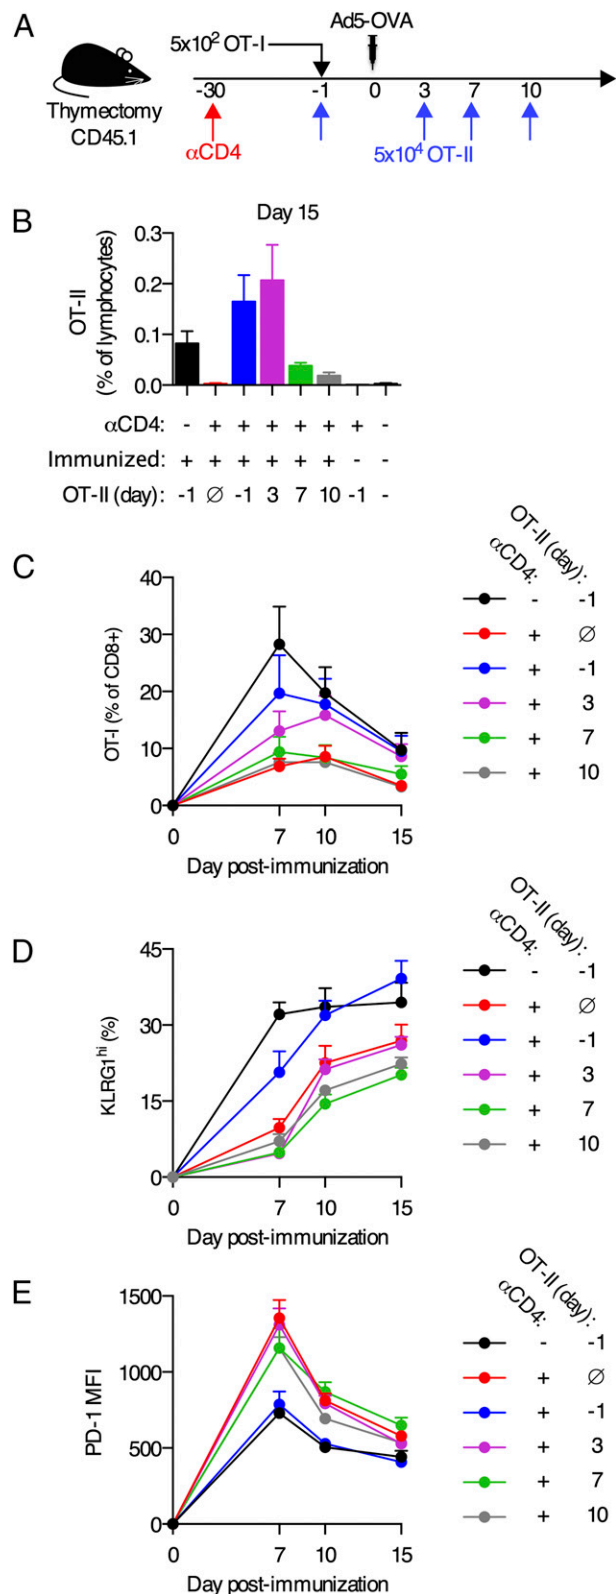 A
Ad5-OVA
5x10² OT-I
-30 -1 0 3 7 10
Thymectomy
CD45.1
αCD4
5x10⁴ OT-II
B
Day 15
OT-II
(% of lymphocytes)
0.3
0.2
0.1
0.0
αCD4: - + + + + + + -
Immunized: + + + + + + - -
OT-II (day): -1 ∅ -1 3 7 10 -1 -
C
OT-I (% of CD8+)
40
30
20
10
0
0 7 10 15
Day post-immunization
αCD4: OT-II (day):
- -1
+ ∅
+ -1
+ 3
+ 7
+ 10
D
KLRG1ʰⁱ (%)
45
30
15
0
0 7 10 15
Day post-immunization
αCD4: OT-II (day):
- -1
+ ∅
+ -1
+ 3
+ 7
+ 10
E
PD-1 MFI
1500
1000
500
0
0 7 10 15
Day post-immunization
αCD4: OT-II (day):
- -1
+ ∅
+ -1
+ 3
+ 7
+ 10